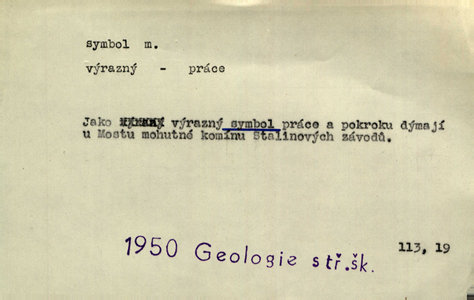 symbol m.
výrazný - práce
Jako výrazný symbol práce a pokroku dýmají
u Mostu mohutné komínu Stalinových závodů.
113, 19
1950 Geologie stř.šk.